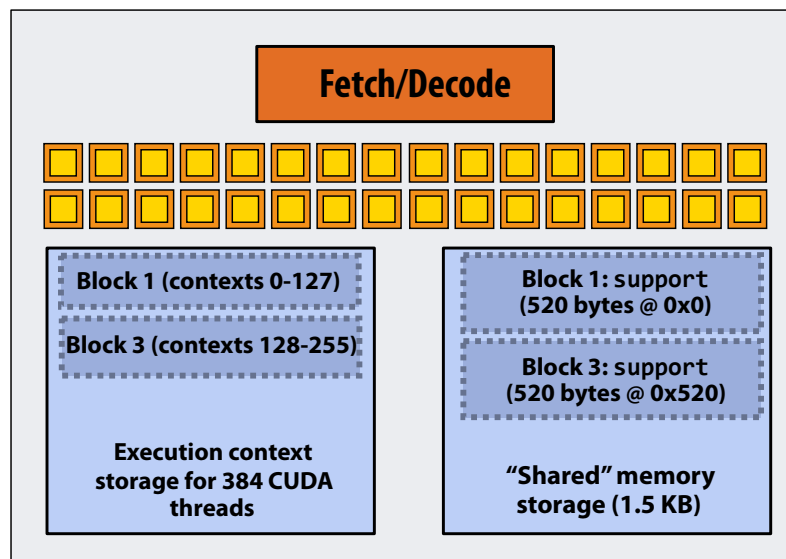 Fetch/Decode
Block 1 (contexts 0-127)
Block 3 (contexts 128-255)
Execution context
storage for 384 CUDA
threads
Block 1: support
(520 bytes @ 0x0)
Block 3: support
(520 bytes @ 0x520)
“Shared” memory
storage (1.5 KB)